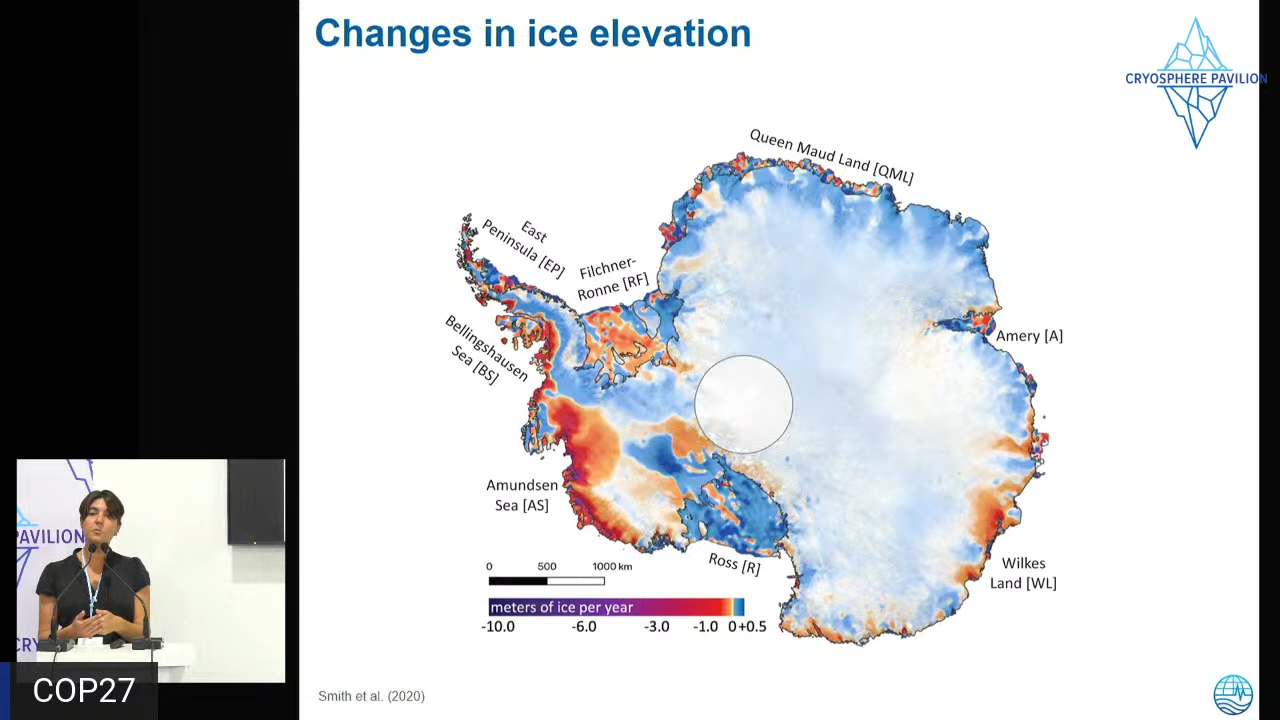 Changes in ice elevation
CRYOSPHERE PAVILION
Queen Maud Land [QML]
East
Peninsula [EP]
Filchner-
Ronne [RF]
Bellingshausen
Sea [BS]
Amery [A]
Amundsen
Sea [AS]
Ross [R]
Wilkes
Land [WL]
0 500 1000 km
meters of ice per year
-10.0 -6.0 -3.0 -1.0 0 +0.5
Smith et al. (2020)
PAVILION
CRY
COP27